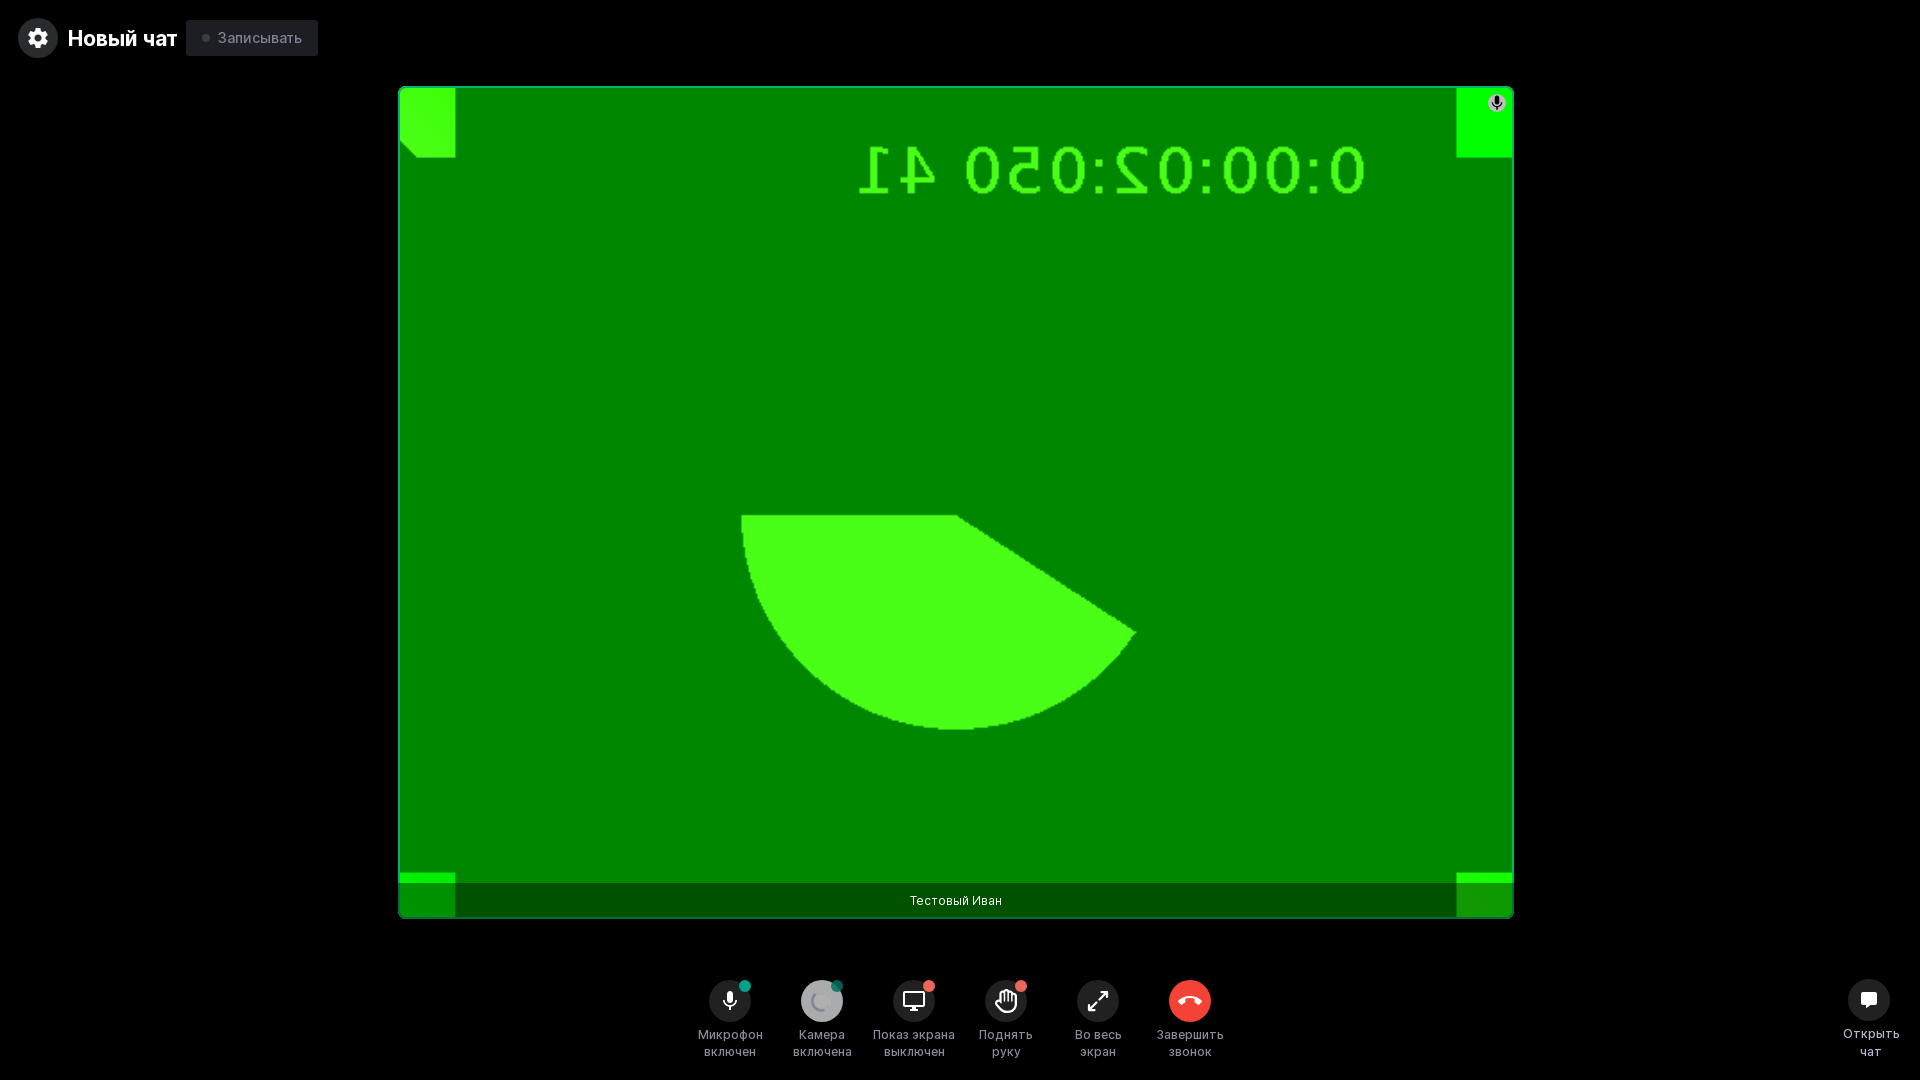 Новый чат
Записывать
0:00:02:050 41
Тестовый Иван
Микрофон включен
Камера включена
Показ экрана выключен
Поднять руку
Во весь экран
Завершить звонок
Открыть чат